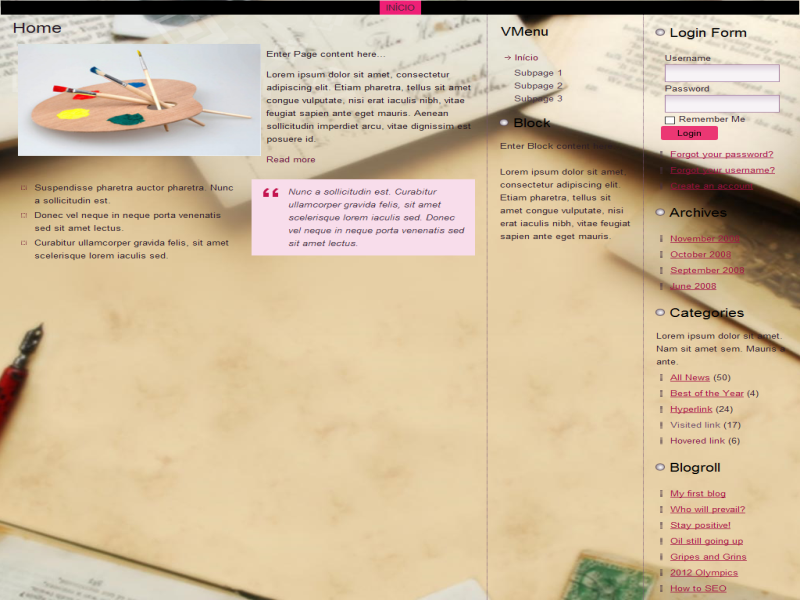 INÍCIO
Home
Enter Page content here...
Lorem ipsum dolor sit amet, consectetur
adipiscing elit. Etiam pharetra, tellus sit amet
congue vulputate, nisi erat iaculis nibh, vitae
feugiat sapien ante eget mauris. Aenean
sollicitudin imperdiet arcu, vitae dignissim est
posuere id.
Read more
Suspendisse pharetra auctor pharetra. Nunc
a sollicitudin est.
Donec vel neque in neque porta venenatis
sed sit amet lectus.
Curabitur ullamcorper gravida felis, sit amet
scelerisque lorem iaculis sed.
Nunc a sollicitudin est. Curabitur
ullamcorper gravida felis, sit amet
scelerisque lorem iaculis sed. Donec
vel neque in neque porta venenatis sed
sit amet lectus.
VMenu
Início
Subpage 1
Subpage 2
Subpage 3
Block
Enter Block content here...
Lorem ipsum dolor sit amet,
consectetur adipiscing elit.
Etiam pharetra, tellus sit amet
congue vulputate, nisi erat
iaculis nibh, vitae feugiat
sapien ante eget mauris.
Login Form
Username
Password
Remember Me
Login
Forgot your password?
Forgot your username?
Create an account
Archives
November 2008
October 2008
September 2008
June 2008
Categories
Lorem ipsum dolor sit amet.
Nam sit amet sem. Mauris a
ante.
All News (50)
Best of the Year (4)
Hyperlink (24)
Visited link (17)
Hovered link (6)
Blogroll
My first blog
Who will prevail?
Stay positive!
Oil still going up
Gripes and Grins
2012 Olympics
How to SEO